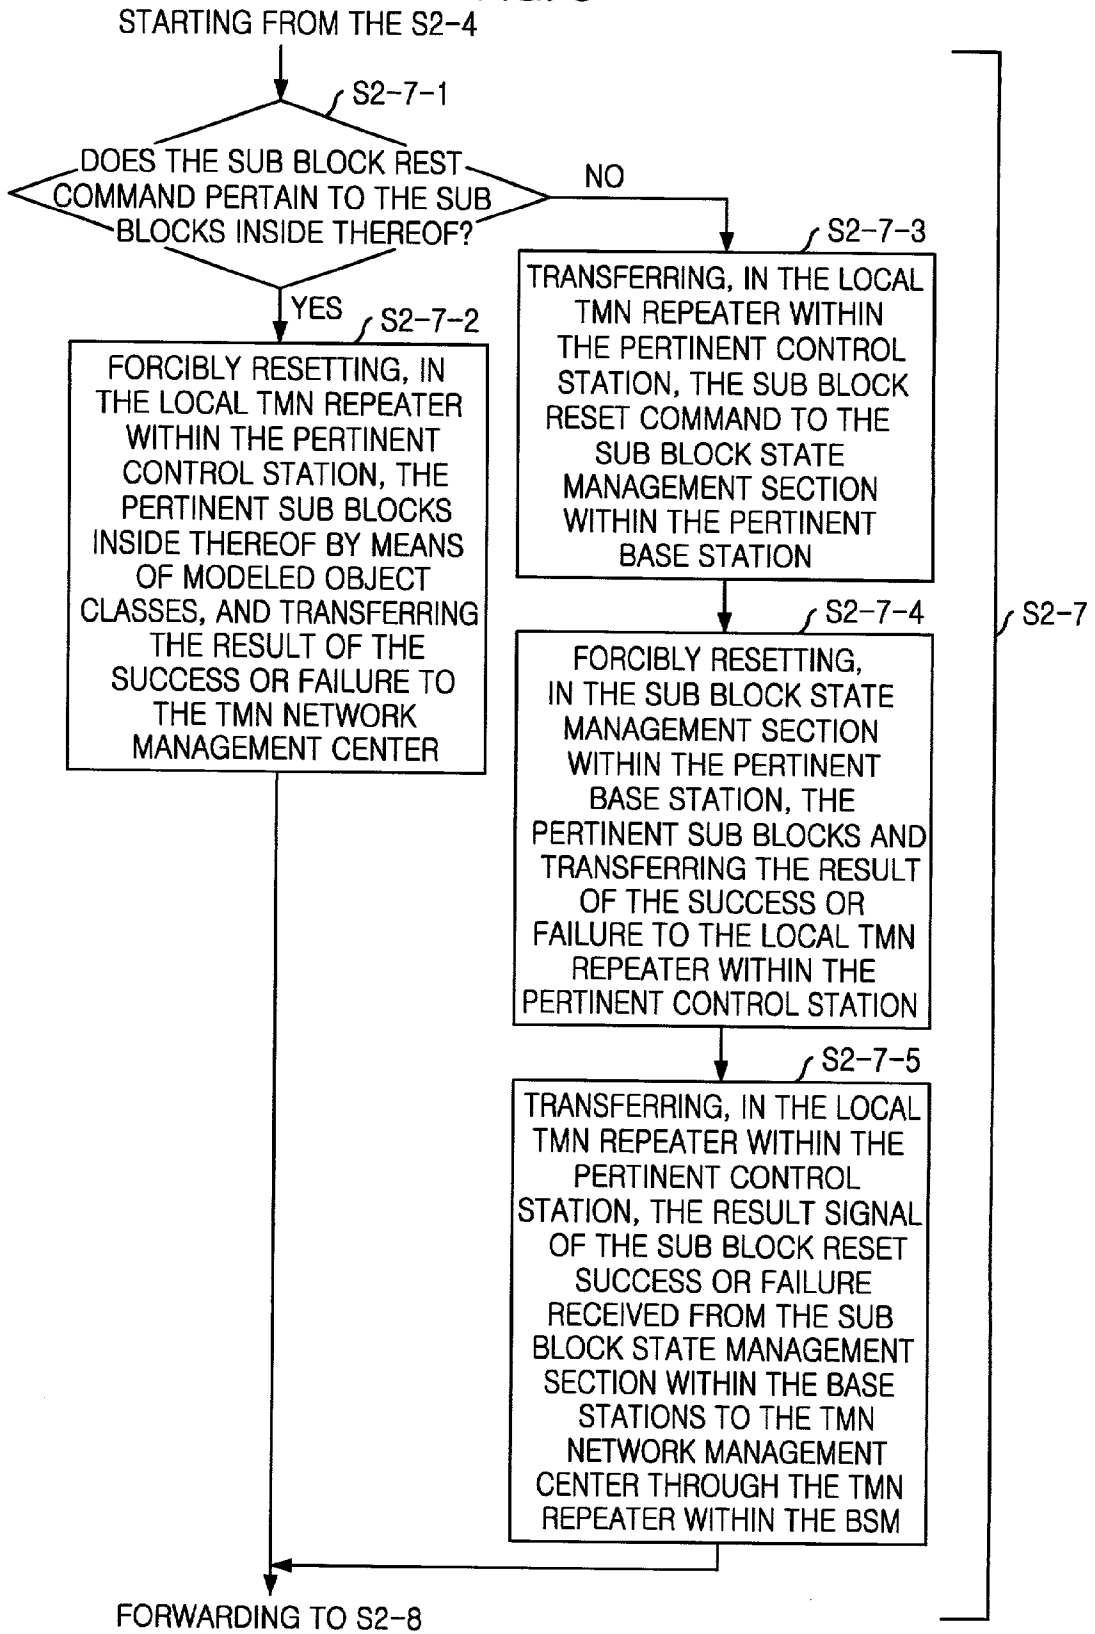 STARTING FROM THE S2-4
S2-7-1
DOES THE SUB BLOCK REST
COMMAND PERTAIN TO THE SUB
BLOCKS INSIDE THEREOF?
NO
YES
S2-7-2
FORCIBLY RESETTING, IN
THE LOCAL TMN REPEATER
WITHIN THE PERTINENT
CONTROL STATION, THE
PERTINENT SUB BLOCKS
INSIDE THEREOF BY MEANS
OF MODELED OBJECT
CLASSES, AND TRANSFERRING
THE RESULT OF THE
SUCCESS OR FAILURE TO
THE TMN NETWORK
MANAGEMENT CENTER
S2-7-3
TRANSFERRING, IN THE LOCAL
TMN REPEATER WITHIN
THE PERTINENT CONTROL
STATION, THE SUB BLOCK
RESET COMMAND TO THE
SUB BLOCK STATE
MANAGEMENT SECTION
WITHIN THE PERTINENT
BASE STATION
S2-7-4
FORCIBLY RESETTING,
IN THE SUB BLOCK STATE
MANAGEMENT SECTION
WITHIN THE PERTINENT
BASE STATION, THE
PERTINENT SUB BLOCKS AND
TRANSFERRING THE RESULT
OF THE SUCCESS OR
FAILURE TO THE LOCAL TMN
REPEATER WITHIN THE
PERTINENT CONTROL STATION
S2-7-5
TRANSFERRING, IN THE LOCAL
TMN REPEATER WITHIN THE
PERTINENT CONTROL
STATION, THE RESULT SIGNAL
OF THE SUB BLOCK RESET
SUCCESS OR FAILURE
RECEIVED FROM THE SUB
BLOCK STATE MANAGEMENT
SECTION WITHIN THE BASE
STATIONS TO THE TMN
NETWORK MANAGEMENT
CENTER THROUGH THE TMN
REPEATER WITHIN THE BSM
S2-7
FORWARDING TO S2-8